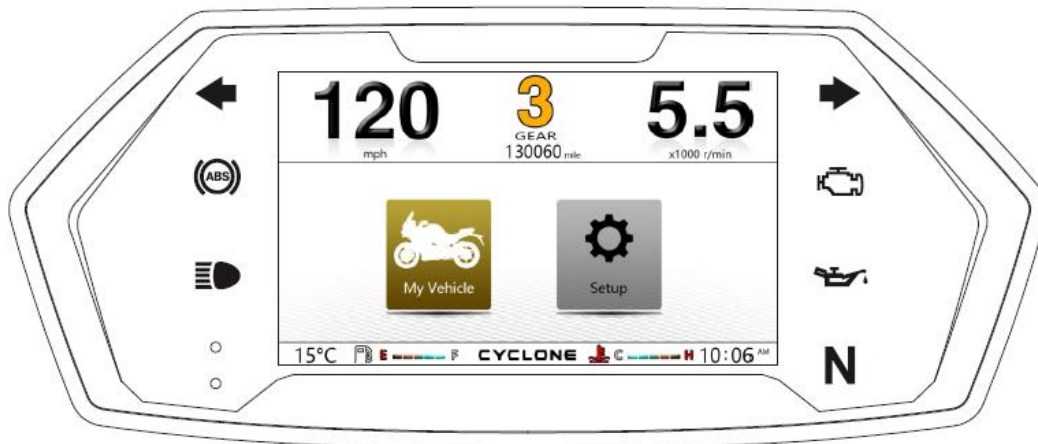 120
mph
3
GEAR
130060 mile
5.5
x1000 r/min
ABS
My Vehicle
Setup
15°C E F CYCLONE C H 10:06 AM
N